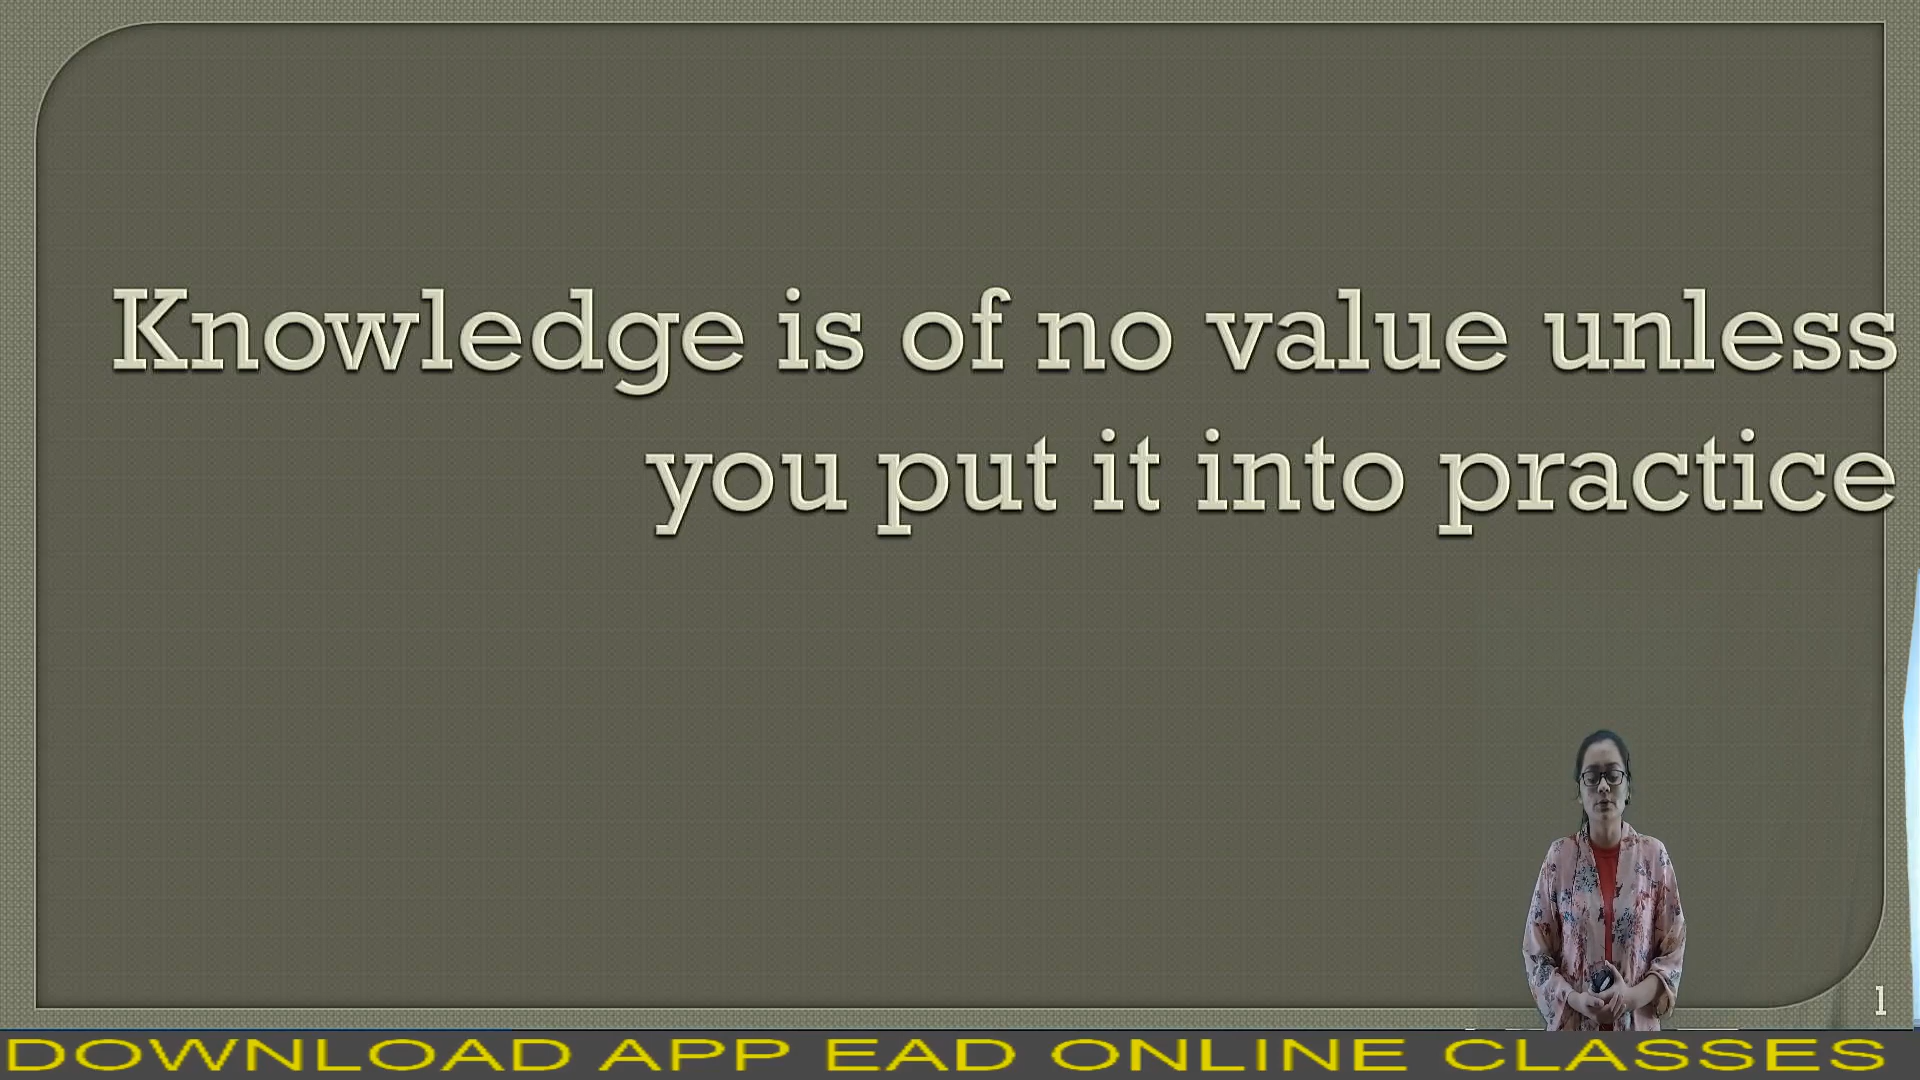 Knowledge is of no value unless
you put it into practice
1
DOWNLOAD APP EAD ONLINE CLASSES